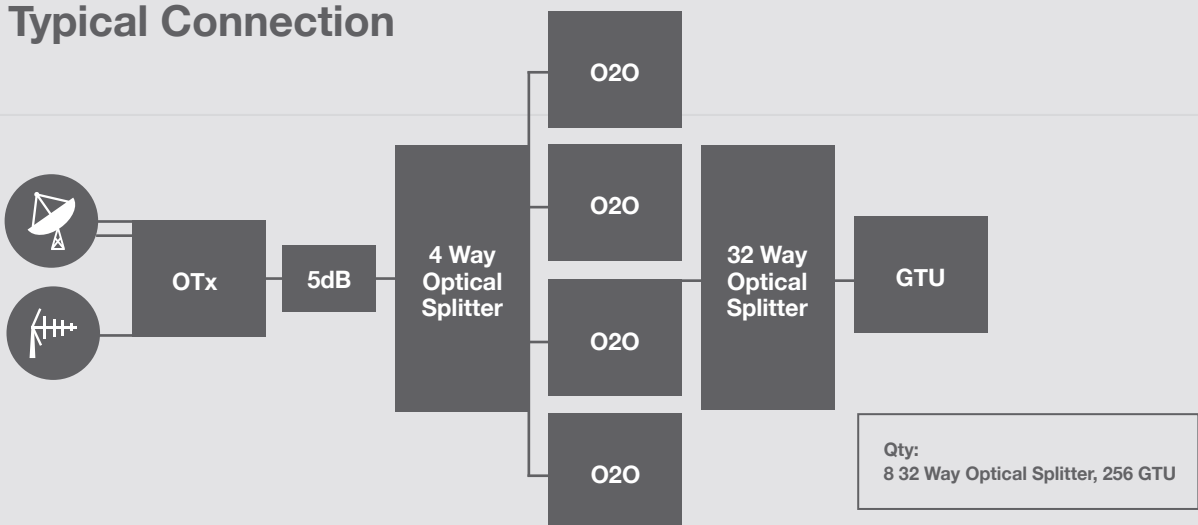 Typical Connection
OTx
5dB
4 Way
Optical
Splitter
O2O
O2O
O2O
O2O
32 Way
Optical
Splitter
GTU
Qty:
8 32 Way Optical Splitter, 256 GTU